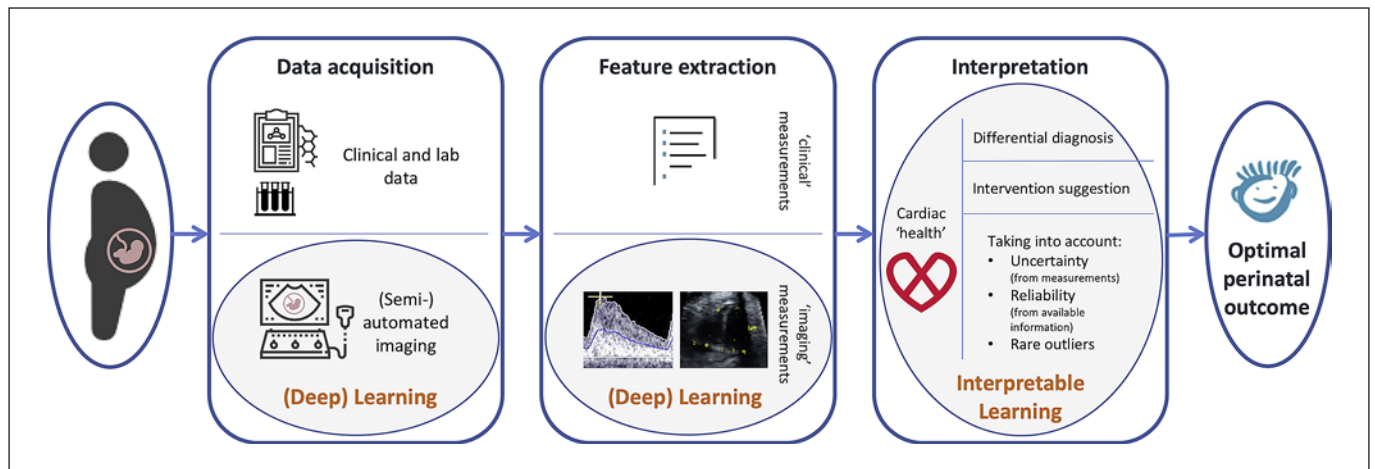 Data acquisition
Clinical and lab
data
(Semi-)
automated
imaging
(Deep) Learning
Feature extraction
‘clinical’
measurements
‘imaging’
measurements
(Deep) Learning
Interpretation
Differential diagnosis
Intervention suggestion
Cardiac
‘health’
Taking into account:
• Uncertainty
(from measurements)
• Reliability
(from available
information)
• Rare outliers
Interpretable
Learning
Optimal
perinatal
outcome